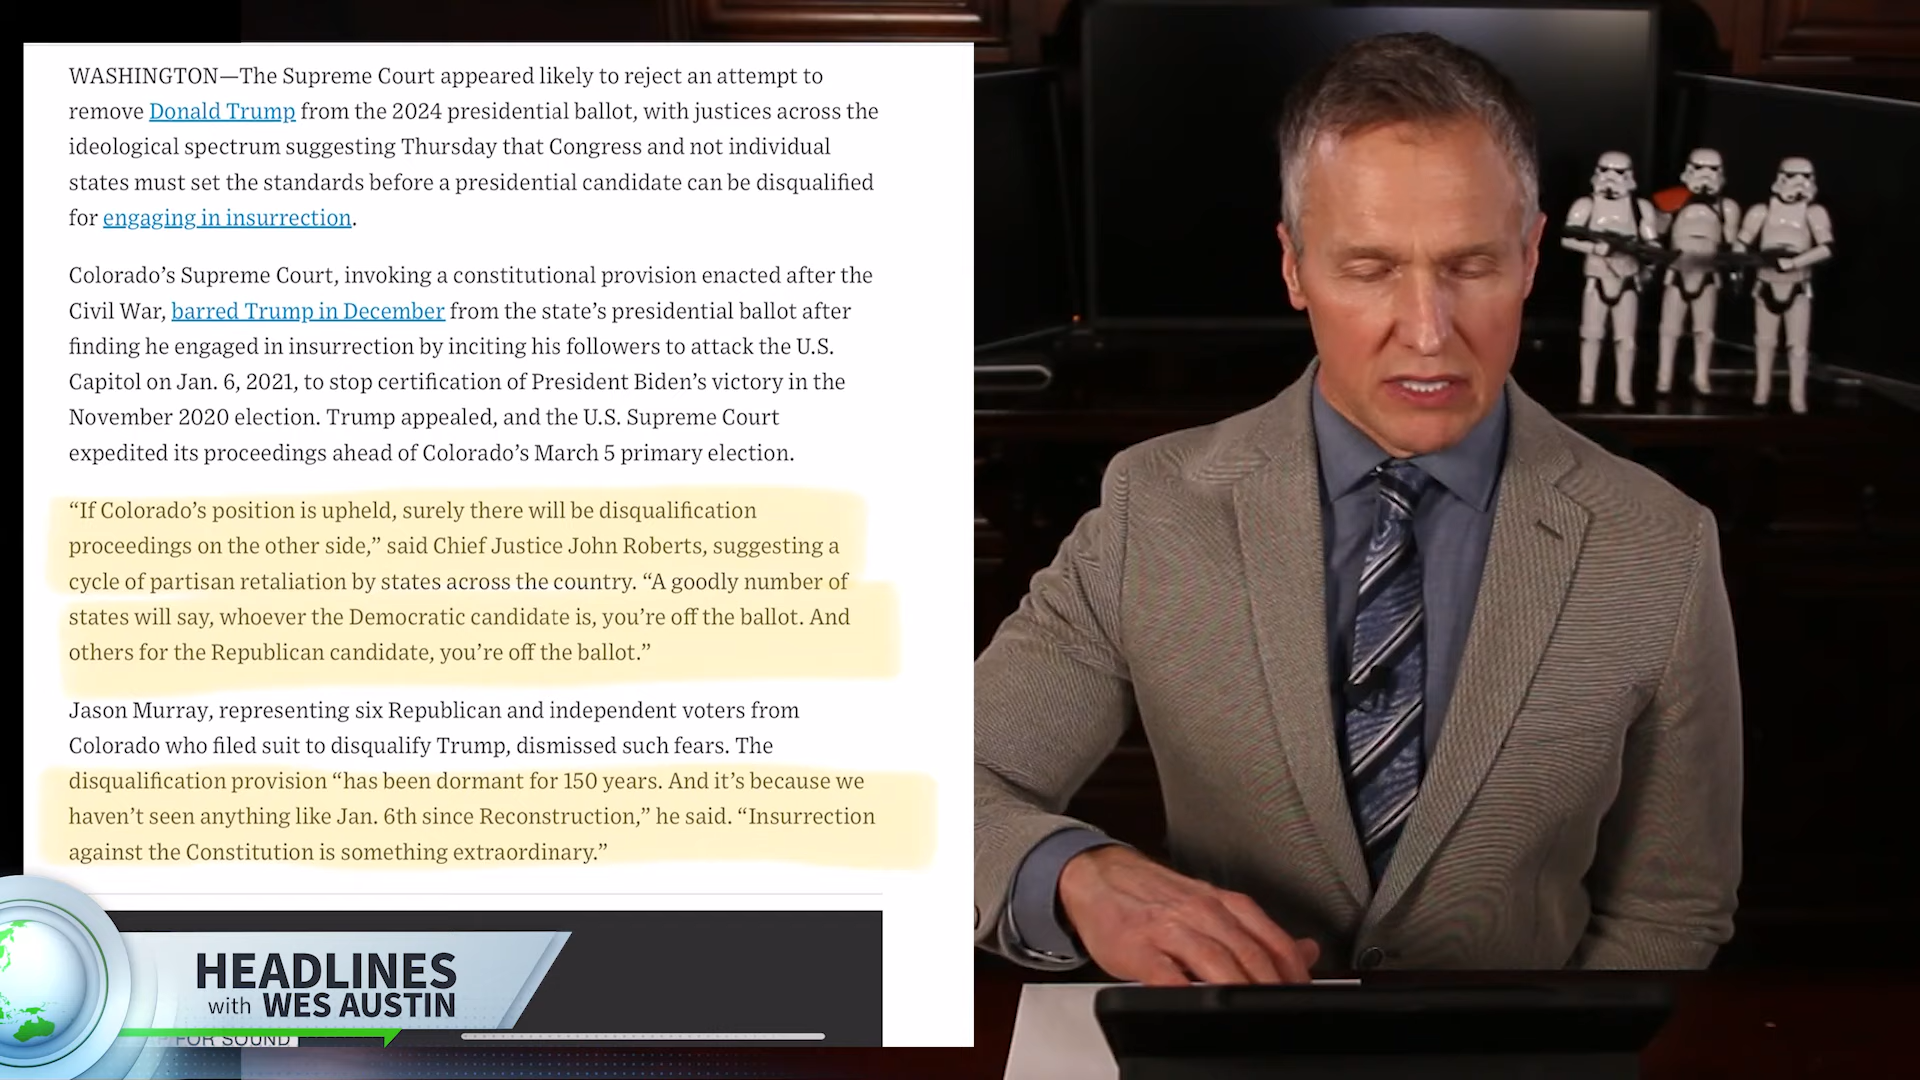 WASHINGTON—The Supreme Court appeared likely to reject an attempt to
remove Donald Trump from the 2024 presidential ballot, with justices across the
ideological spectrum suggesting Thursday that Congress and not individual
states must set the standards before a presidential candidate can be disqualified
for engaging in insurrection.
Colorado’s Supreme Court, invoking a constitutional provision enacted after the
Civil War, barred Trump in December from the state’s presidential ballot after
finding he engaged in insurrection by inciting his followers to attack the U.S.
Capitol on Jan. 6, 2021, to stop certification of President Biden’s victory in the
November 2020 election. Trump appealed, and the U.S. Supreme Court
expedited its proceedings ahead of Colorado’s March 5 primary election.
“If Colorado’s position is upheld, surely there will be disqualification
proceedings on the other side,” said Chief Justice John Roberts, suggesting a
cycle of partisan retaliation by states across the country. “A goodly number of
states will say, whoever the Democratic candidate is, you’re off the ballot. And
others for the Republican candidate, you’re off the ballot.”
Jason Murray, representing six Republican and independent voters from
Colorado who filed suit to disqualify Trump, dismissed such fears. The
disqualification provision “has been dormant for 150 years. And it’s because we
haven’t seen anything like Jan. 6th since Reconstruction,” he said. “Insurrection
against the Constitution is something extraordinary.”
HEADLINES
with WES AUSTIN
FOR SOUND